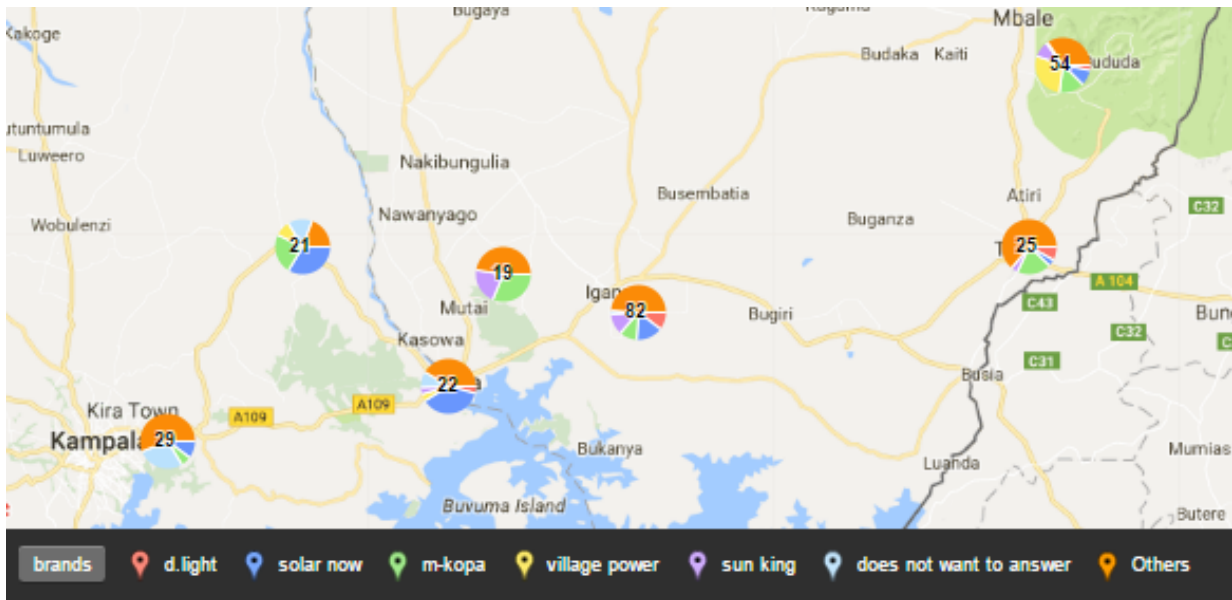 Bugaya
Mbale
Kakoge
Budaka Kaiti
54
ududa
utuntumula
Luweero
Nakibungulia
Busembatia
Atiri
C32
Nawanyago
Buganza
Wobulenzi
21
T
25
19
A 104
Igan
Mutai
82
Bugiri
C43
Bun
Kasowa
C32
C
C31
22
a
Busia
A109
Kira Town
A109
Kampala
29
Bukanya
Luanda
Mumias
Buvuma Island
Butere
brands d.light solar now m-kopa village power sun king does not want to answer Others